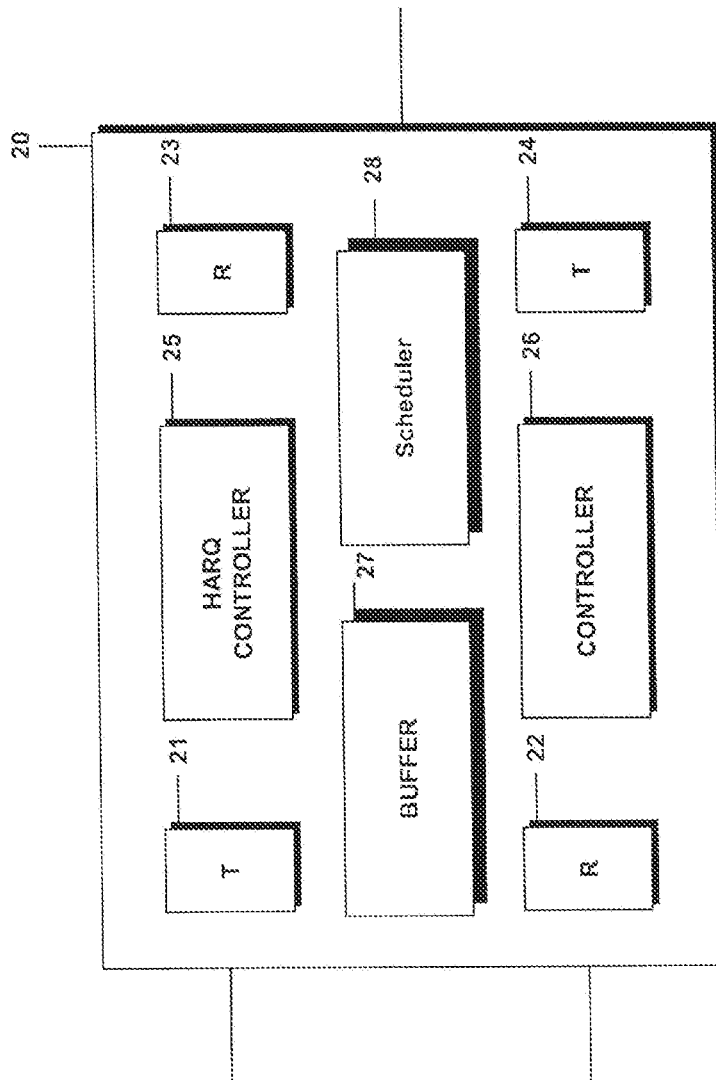 20
21
T
25
HARQ
CONTROLLER
23
R
27
BUFFER
28
Scheduler
22
R
26
CONTROLLER
24
T